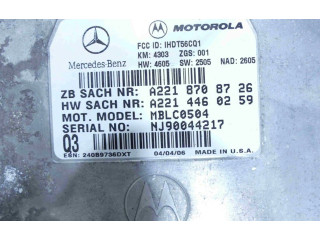 MOTOROLA
Mercedes-Benz
FCC ID: IHDT56CQ1
KM: 4303 ZGS: 001
HW: 4605 SW: 2505 NAD: 2605
ZB SACH NR: A221 870 87 26
HW SACH NR: A221 446 02 59
MOT. MODEL: MBLC0504
SERIAL NO: NJ90044217
Q3
ESN: 24089736DXT 04/04/06 MADE IN U.S.A.